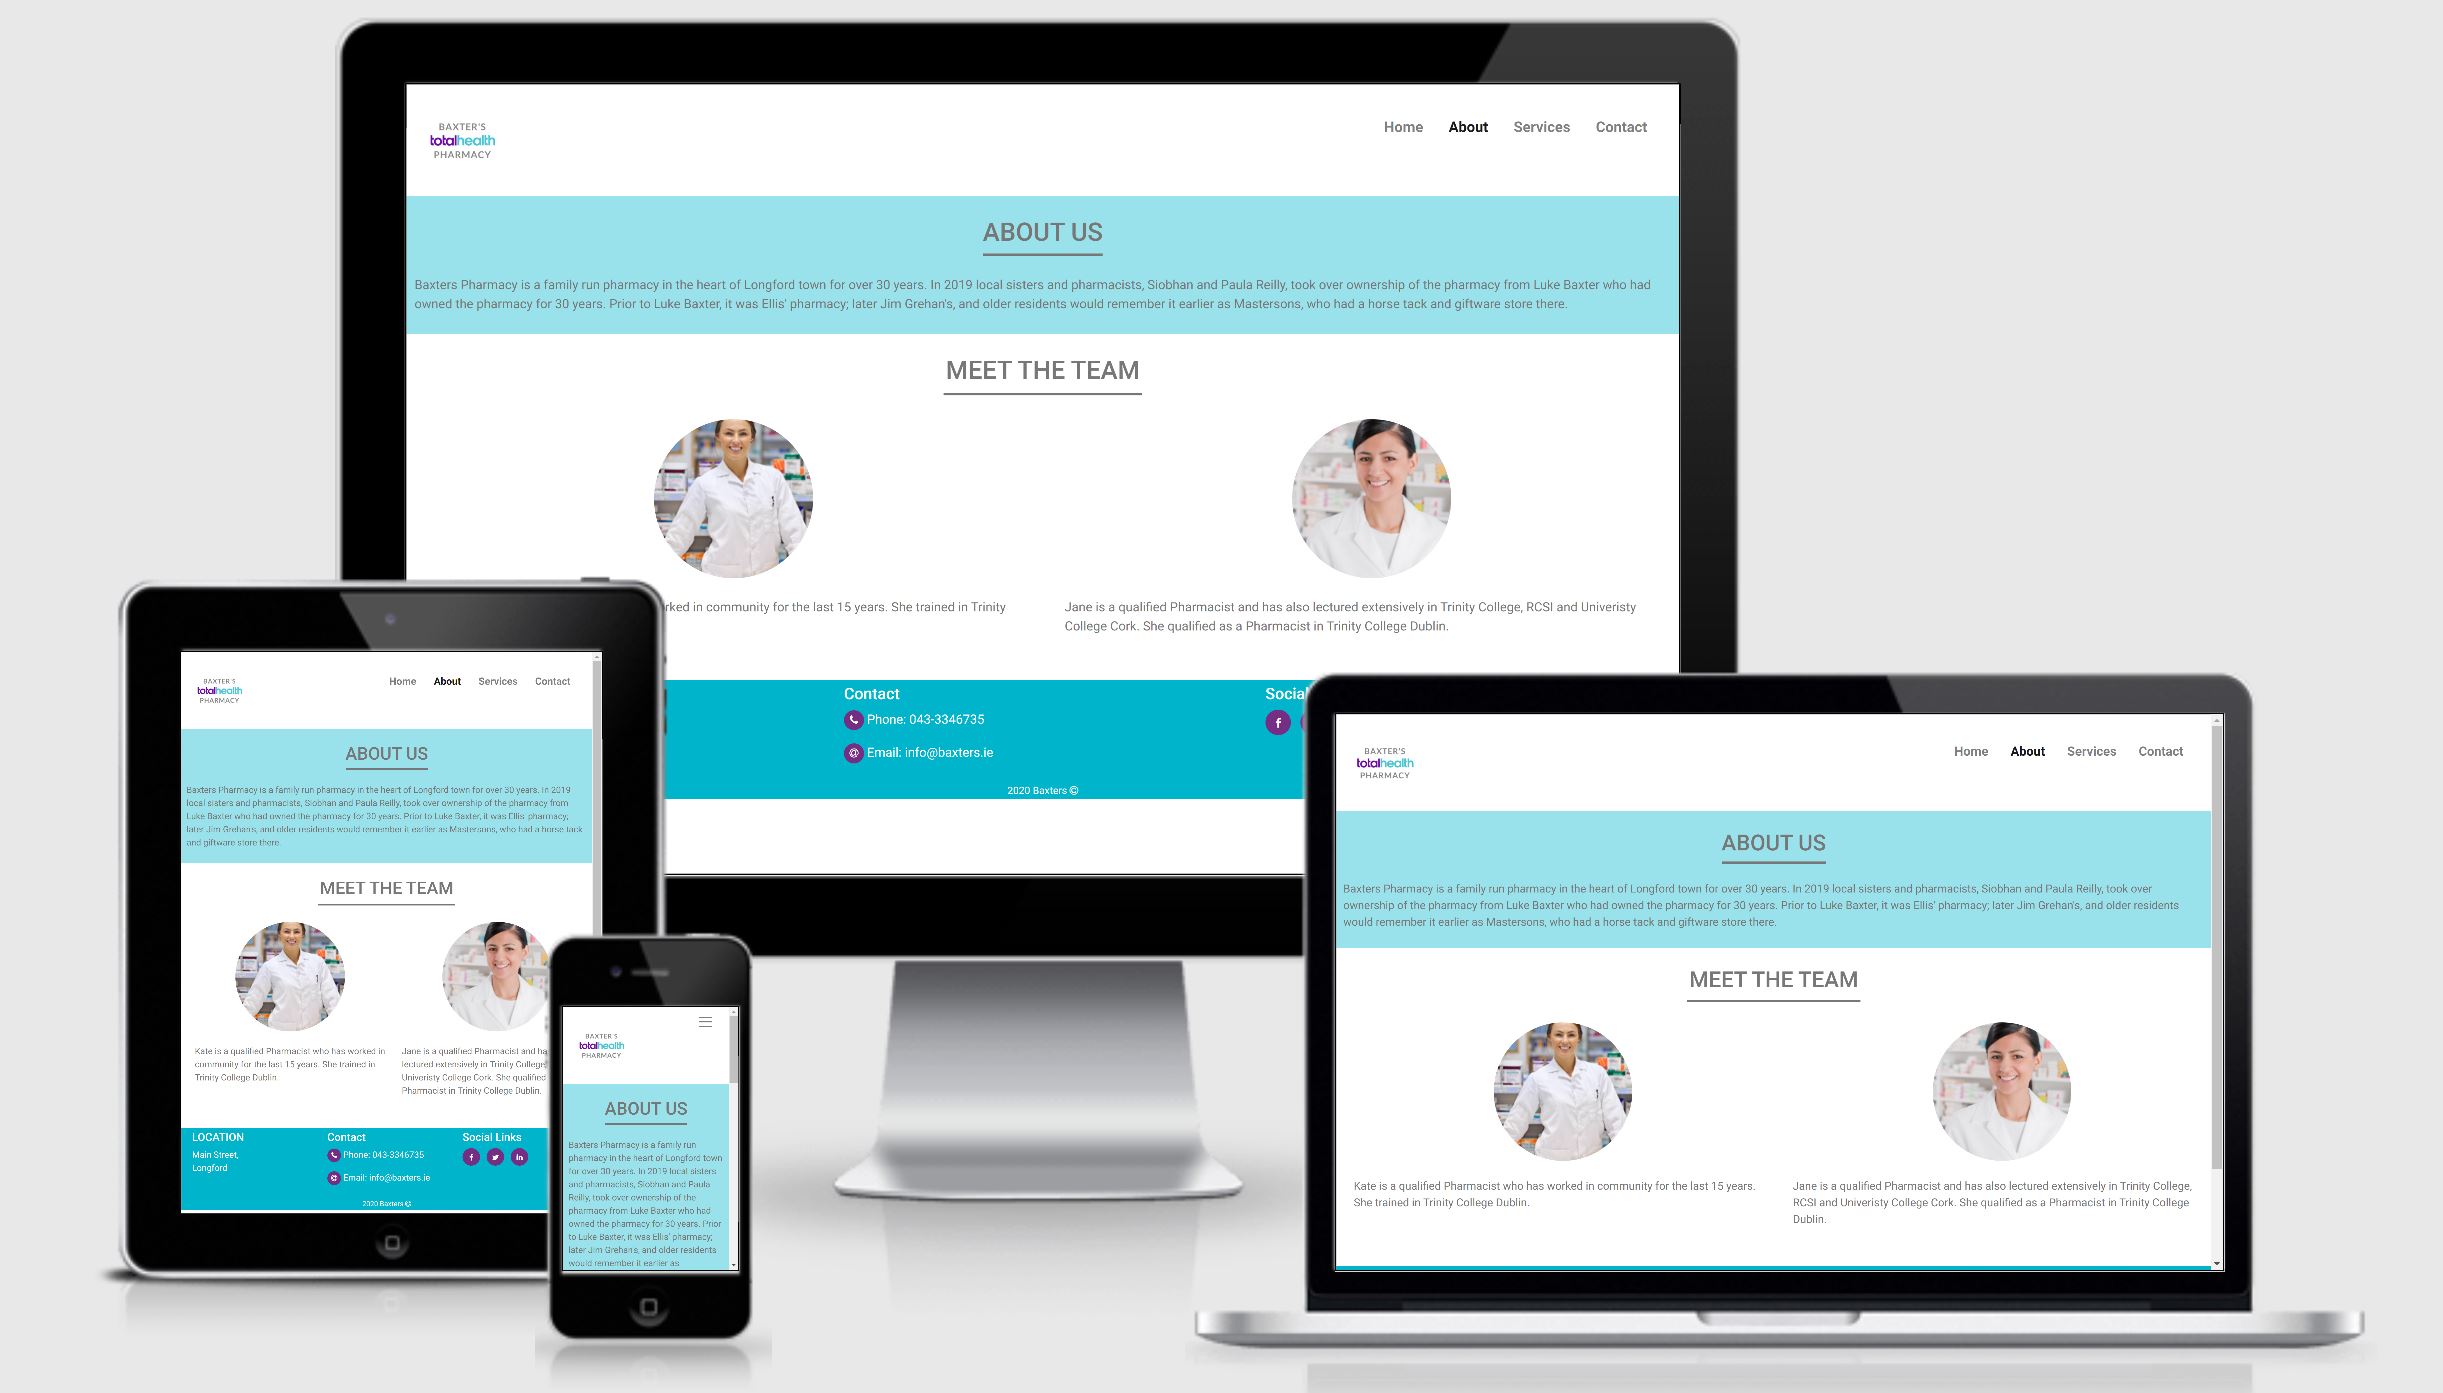 BAXTER'S
totalhealth
PHARMACY
Home About Services Contact
ABOUT US
Baxters Pharmacy is a family run pharmacy in the heart of Longford town for over 30 years. In 2019 local sisters and pharmacists, Siobhan and Paula Reilly, took over ownership of the pharmacy from Luke Baxter who had
owned the pharmacy for 30 years. Prior to Luke Baxter, it was Ellis' pharmacy; later Jim Grehan's, and older residents would remember it earlier as Mastersons, who had a horse tack and giftware store there.
MEET THE TEAM
rked in community for the last 15 years. She trained in Trinity
Jane is a qualified Pharmacist and has also lectured extensively in Trinity College, RCSI and Univeristy
College Cork. She qualified as a Pharmacist in Trinity College Dublin.
Contact
Phone: 043-3346735
Email: info@baxters.ie
Social
2020 Baxters ©
BAXTER'S
totalhealth
PHARMACY
Home About Services Contact
ABOUT US
Baxters Pharmacy is a family run pharmacy in the heart of Longford town for over 30 years. In 2019
local sisters and pharmacists, Siobhan and Paula Reilly, took over ownership of the pharmacy from
Luke Baxter who had owned the pharmacy for 30 years. Prior to Luke Baxter, it was Ellis' pharmacy;
later Jim Grehan's, and older residents would remember it earlier as Mastersons, who had a horse tack
and giftware store there.
MEET THE TEAM
Kate is a qualified Pharmacist who has worked in
community for the last 15 years. She trained in
Trinity College Dublin.
Jane is a qualified Pharmacist and ha
lectured extensively in Trinity College,
Univeristy College Cork. She qualified
Pharmacist in Trinity College Dublin.
LOCATION
Main Street,
Longford
Contact
Phone: 043-3346735
Email: info@baxters.ie
Social Links
2020 Baxters ©
BAXTER'S
totalhealth
PHARMACY
ABOUT US
Baxters Pharmacy is a family run
pharmacy in the heart of Longford town
for over 30 years. In 2019 local sisters
and pharmacists, Siobhan and Paula
Reilly, took over ownership of the
pharmacy from Luke Baxter who had
owned the pharmacy for 30 years. Prior
to Luke Baxter, it was Ellis' pharmacy;
later Jim Grehan's, and older residents
would remember it earlier as
BAXTER'S
totalhealth
PHARMACY
Home About Services Contact
ABOUT US
Baxters Pharmacy is a family run pharmacy in the heart of Longford town for over 30 years. In 2019 local sisters and pharmacists, Siobhan and Paula Reilly, took over
ownership of the pharmacy from Luke Baxter who had owned the pharmacy for 30 years. Prior to Luke Baxter, it was Ellis' pharmacy; later Jim Grehan's, and older residents
would remember it earlier as Mastersons, who had a horse tack and giftware store there.
MEET THE TEAM
Kate is a qualified Pharmacist who has worked in community for the last 15 years.
She trained in Trinity College Dublin.
Jane is a qualified Pharmacist and has also lectured extensively in Trinity College,
RCSI and Univeristy College Cork. She qualified as a Pharmacist in Trinity College
Dublin.